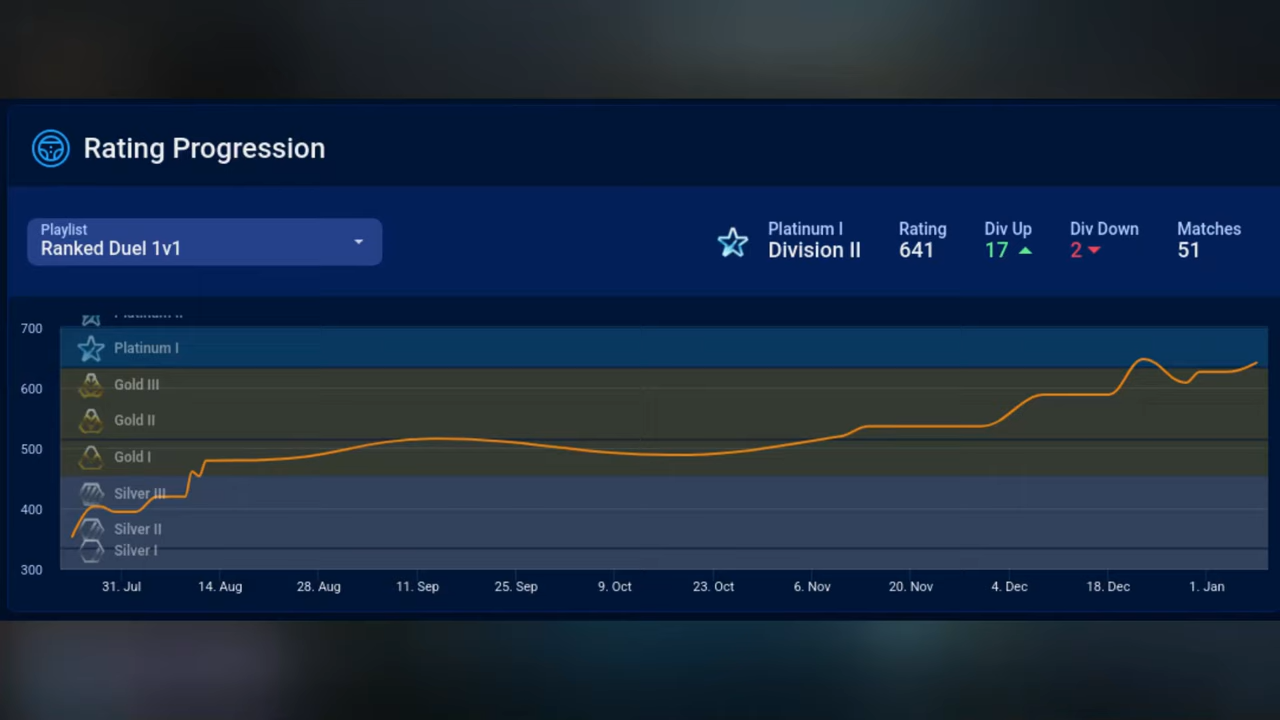 Rating Progression
Playlist
Ranked Duel 1v1
Platinum I
Division II
Rating
641
Div Up
17
Div Down
2
Matches
51
700
600
500
400
300
Platinum II
Platinum I
Gold III
Gold II
Gold I
Silver III
Silver II
Silver I
31. Jul
14. Aug
28. Aug
11. Sep
25. Sep
9. Oct
23. Oct
6. Nov
20. Nov
4. Dec
18. Dec
1. Jan